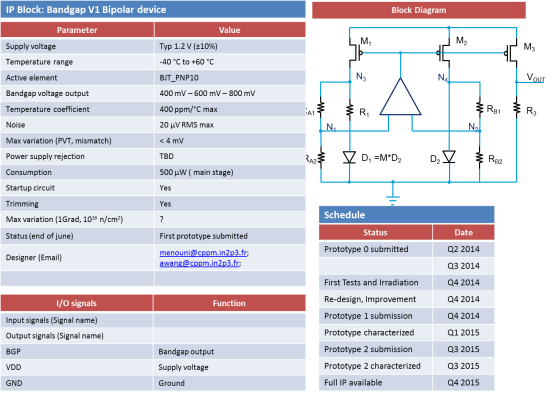 IP Block: Bandgap V1 Bipolar device
Parameter Value
Supply voltage Typ 1.2 V (±10%)
Temperature range -40 °C to +60 °C
Active element BJT_PNP10
Bandgap voltage output 400 mV – 600 mV – 800 mV
Temperature coefficient 400 ppm/°C max
Noise 20 µV RMS max
Max variation (PVT, mismatch) < 4 mV
Power supply rejection TBD
Consumption 500 µW ( main stage)
Startup circuit Yes
Trimming Yes
Max variation (1Grad, 10¹⁶ n/cm²) ?
Status (end of june) First prototype submitted
Designer (Email) menouni@cppm.in2p3.fr;
awang@cppm.in2p3.fr;
I/O signals Function
Input signals (Signal name)
Output signals (Signal name)
BGP Bandgap output
VDD Supply voltage
GND Ground
Block Diagram
M₁ M₂ M₃
N₃ N₄ VOUT
RA1 R₁ RB1 R₃
N₁ N₂
RA2 D₁ =M*D₂ D₂ RB2
Schedule
Status Date
Prototype 0 submitted Q2 2014
Q3 2014
First Tests and Irradiation Q4 2014
Re-design, Improvement Q4 2014
Prototype 1 submission Q4 2014
Prototype characterized Q1 2015
Prototype 2 submission Q3 2015
Prototype 2 characterized Q3 2015
Full IP available Q4 2015